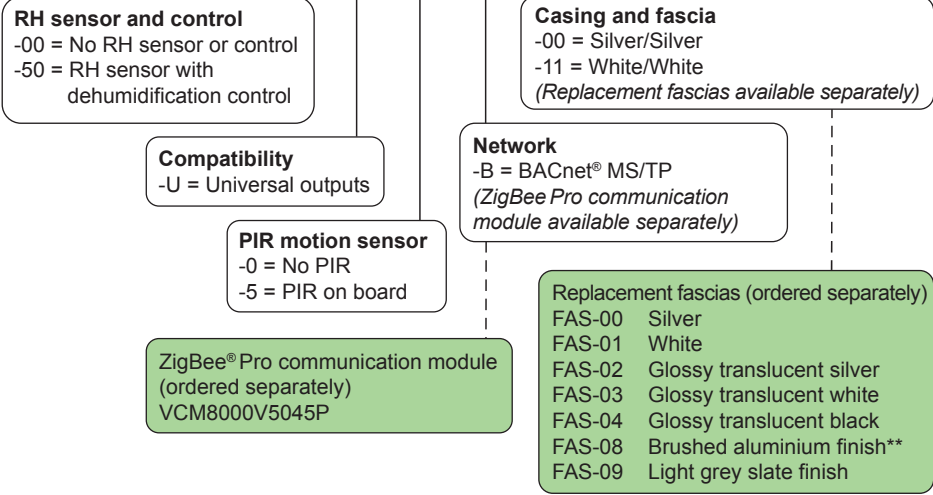 RH sensor and control
-00 = No RH sensor or control
-50 = RH sensor with
dehumidification control
Casing and fascia
-00 = Silver/Silver
-11 = White/White
(Replacement fascias available separately)
Compatibility
-U = Universal outputs
Network
-B = BACnet® MS/TP
(ZigBee Pro communication
module available separately)
PIR motion sensor
-0 = No PIR
-5 = PIR on board
ZigBee® Pro communication module
(ordered separately)
VCM8000V5045P
Replacement fascias (ordered separately)
FAS-00 Silver
FAS-01 White
FAS-02 Glossy translucent silver
FAS-03 Glossy translucent white
FAS-04 Glossy translucent black
FAS-08 Brushed aluminium finish**
FAS-09 Light grey slate finish